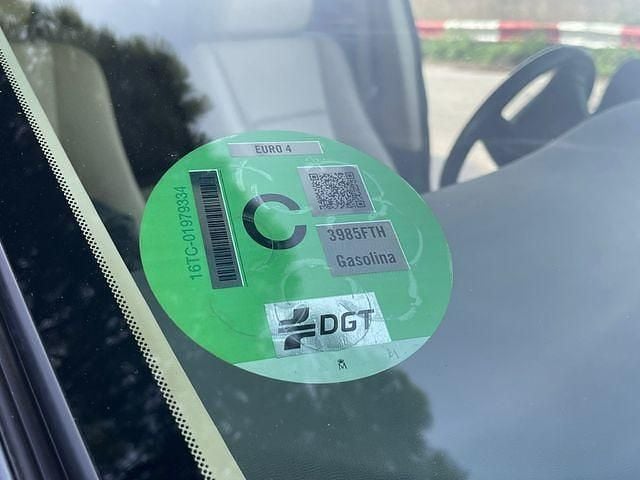 EURO 4
16TC-01979334
C
3985FTH
Gasolina
DGT
M
M